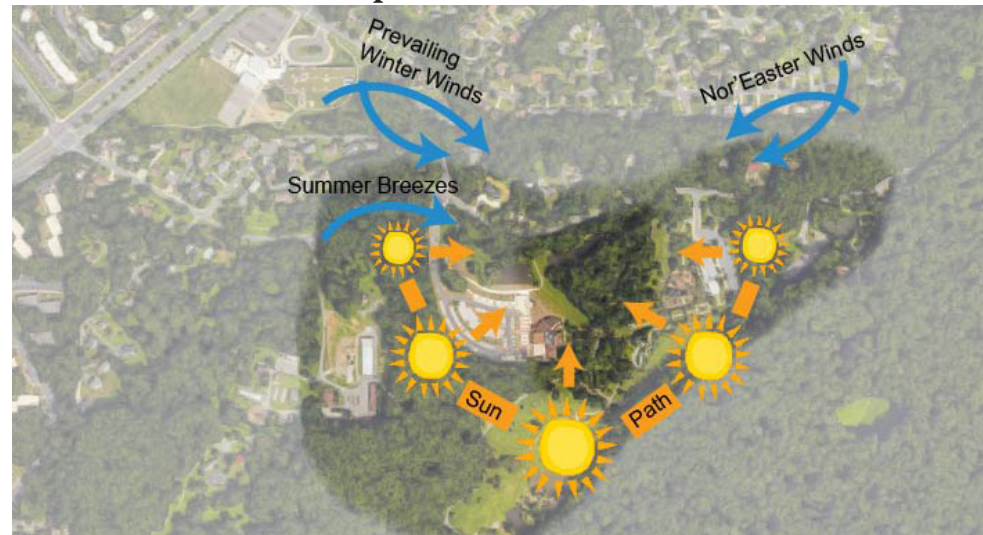 Prevailing
Winter Winds
Nor'Easter Winds
Summer Breezes
Sun
Path